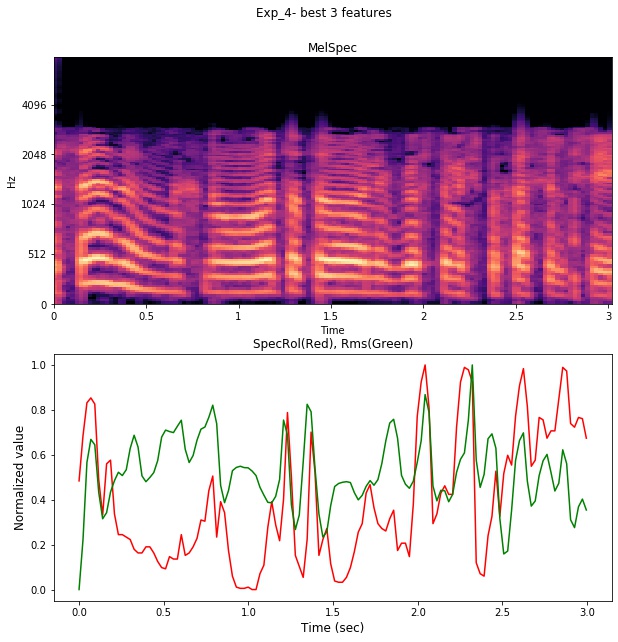 Exp_4- best 3 features
MelSpec
4096
2048
1024
512
0
Hz
0 0.5 1 1.5 2 2.5 3
Time
SpecRol(Red), Rms(Green)
1.0
0.8
0.6
0.4
0.2
0.0
Normalized value
0.0 0.5 1.0 1.5 2.0 2.5 3.0
Time (sec)